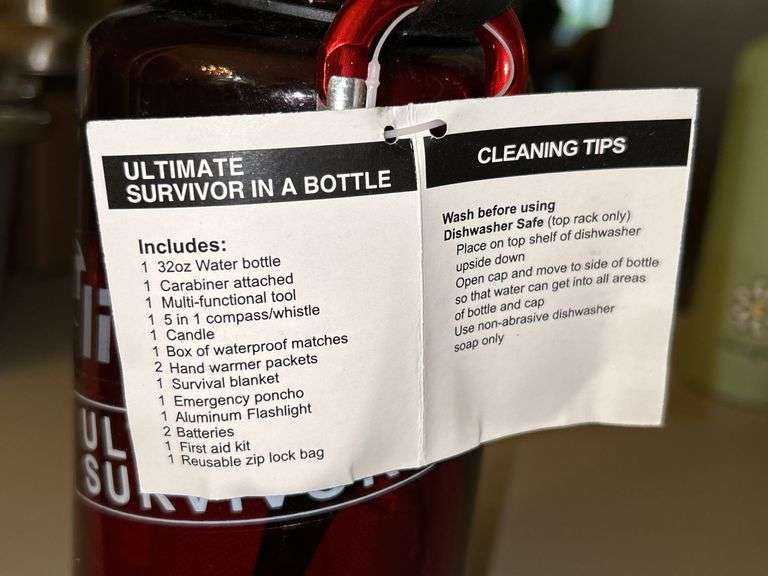 ULTIMATE
SURVIVOR IN A BOTTLE
Includes:
1 32oz Water bottle
1 Carabiner attached
1 Multi-functional tool
1 5 in 1 compass/whistle
1 Candle
1 Box of waterproof matches
2 Hand warmer packets
1 Survival blanket
1 Emergency poncho
1 Aluminum Flashlight
2 Batteries
1 First aid kit
1 Reusable zip lock bag
CLEANING TIPS
Wash before using
Dishwasher Safe (top rack only)
Place on top shelf of dishwasher
upside down
Open cap and move to side of bottle
so that water can get into all areas
of bottle and cap
Use non-abrasive dishwasher
soap only
UL
SURVIVOR